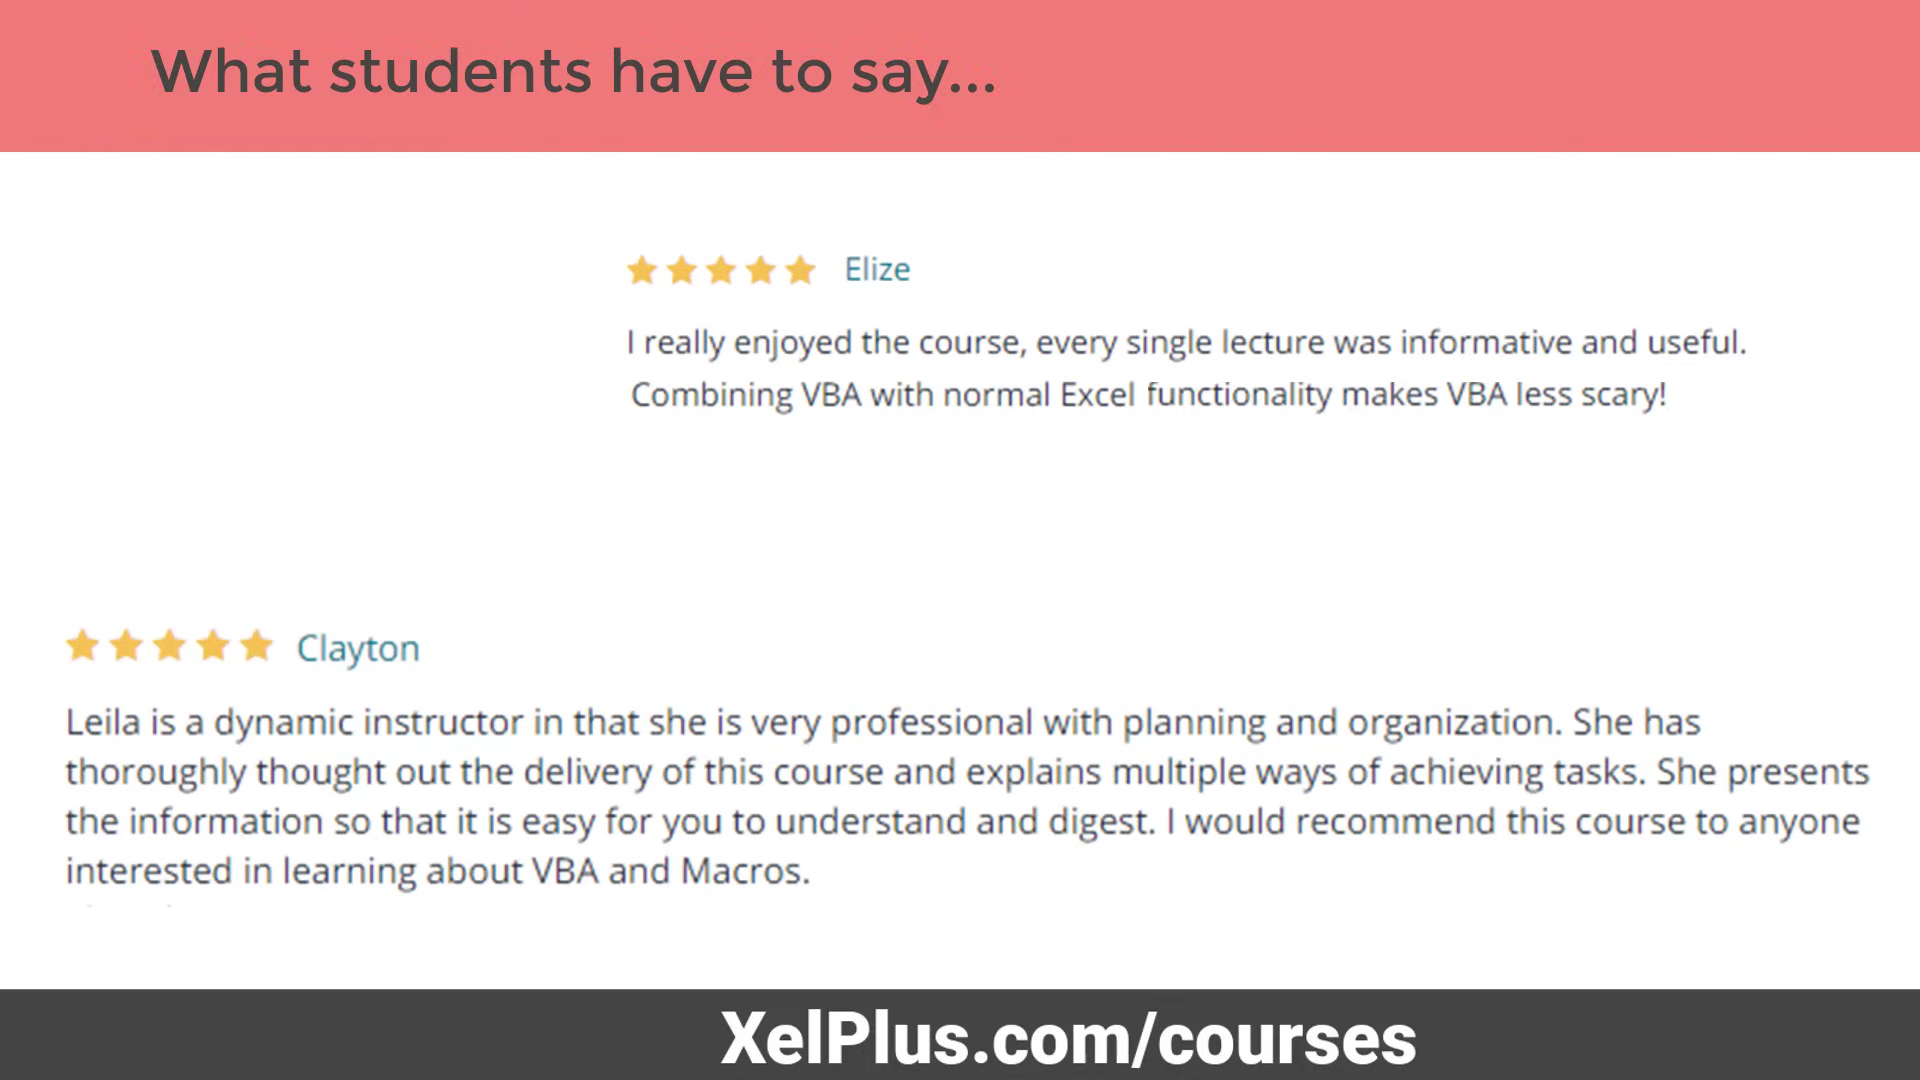 What students have to say...
Elize
I really enjoyed the course, every single lecture was informative and useful.
Combining VBA with normal Excel functionality makes VBA less scary!
Clayton
Leila is a dynamic instructor in that she is very professional with planning and organization. She has
thoroughly thought out the delivery of this course and explains multiple ways of achieving tasks. She presents
the information so that it is easy for you to understand and digest. I would recommend this course to anyone
interested in learning about VBA and Macros.
XelPlus.com/courses